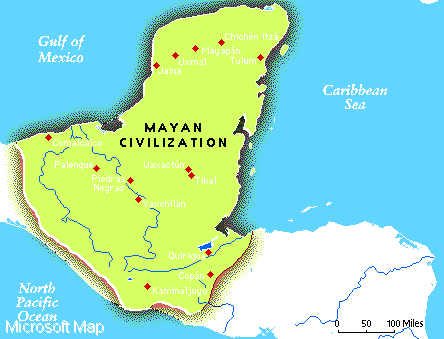 Gulf of
Mexico
Chichén Itzá
Mayapán
Uxmal
Tulum
Jaina
Caribbean
Sea
MAYAN
CIVILIZATION
Comalcalco
Palenque
Uaxactún
Tikal
Piedras
Negras
Yaxchilán
Quiriguá
Copán
Kaminaljuyú
North
Pacific
Ocean
Microsoft Map
0 50 100 Miles